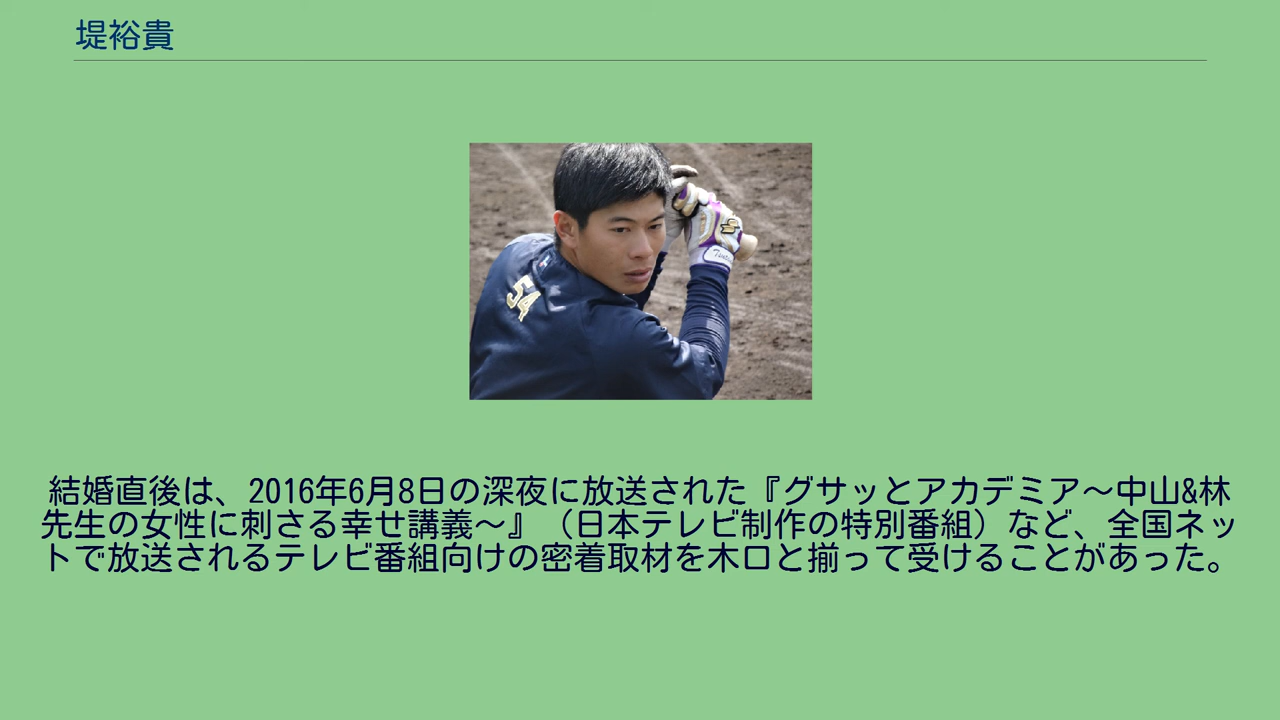 堤裕貴
54
結婚直後は、2016年6月8日の深夜に放送された『グサッとアカデミア〜中山&林
先生の女性に刺さる幸せ講義〜』（日本テレビ制作の特別番組）など、全国ネッ
トで放送されるテレビ番組向けの密着取材を木口と揃って受けることがあった。